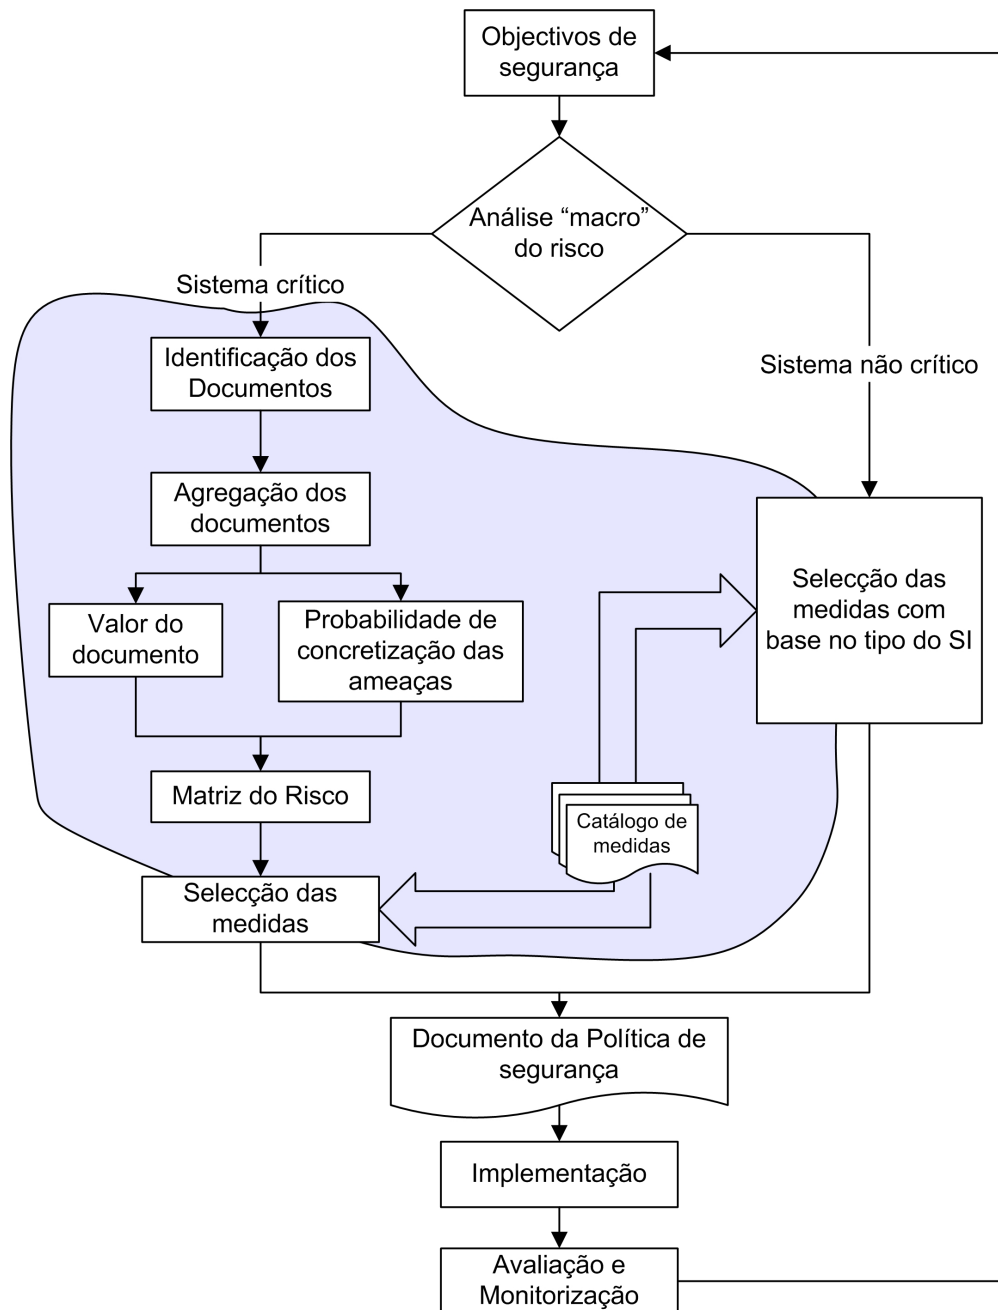 Objectivos de
segurança
Análise “macro”
do risco
Sistema crítico
Sistema não crítico
Identificação dos
Documentos
Agregação dos
documentos
Valor do
documento
Probabilidade de
concretização das
ameaças
Selecção das
medidas com
base no tipo do SI
Matriz do Risco
Catálogo de
medidas
Selecção das
medidas
Documento da Política de
segurança
Implementação
Avaliação e
Monitorização